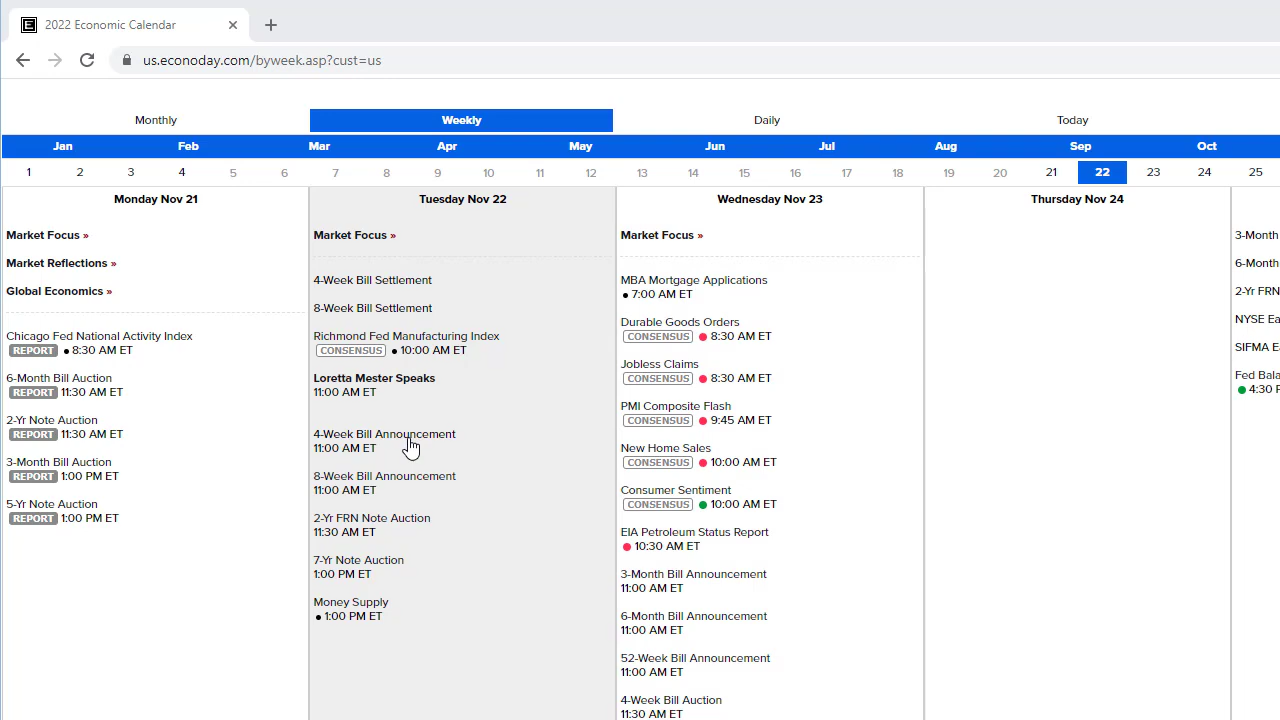 2022 Economic Calendar
us.econoday.com/byweek.asp?cust=us
Monthly Weekly Daily Today
Jan Feb Mar Apr May Jun Jul Aug Sep Oct
1 2 3 4 5 6 7 8 9 10 11 12 13 14 15 16 17 18 19 20 21 22 23 24 25
Monday Nov 21
Market Focus »
Market Reflections »
Global Economics »
Chicago Fed National Activity Index
REPORT • 8:30 AM ET
6-Month Bill Auction
REPORT 11:30 AM ET
2-Yr Note Auction
REPORT 11:30 AM ET
3-Month Bill Auction
REPORT 1:00 PM ET
5-Yr Note Auction
REPORT 1:00 PM ET
Tuesday Nov 22
Market Focus »
4-Week Bill Settlement
8-Week Bill Settlement
Richmond Fed Manufacturing Index
CONSENSUS • 10:00 AM ET
Loretta Mester Speaks
11:00 AM ET
4-Week Bill Announcement
11:00 AM ET
8-Week Bill Announcement
11:00 AM ET
2-Yr FRN Note Auction
11:30 AM ET
7-Yr Note Auction
1:00 PM ET
Money Supply
• 1:00 PM ET
Wednesday Nov 23
Market Focus »
MBA Mortgage Applications
• 7:00 AM ET
Durable Goods Orders
CONSENSUS • 8:30 AM ET
Jobless Claims
CONSENSUS • 8:30 AM ET
PMI Composite Flash
CONSENSUS • 9:45 AM ET
New Home Sales
CONSENSUS • 10:00 AM ET
Consumer Sentiment
CONSENSUS • 10:00 AM ET
EIA Petroleum Status Report
• 10:30 AM ET
3-Month Bill Announcement
11:00 AM ET
6-Month Bill Announcement
11:00 AM ET
52-Week Bill Announcement
11:00 AM ET
4-Week Bill Auction
11:30 AM ET
Thursday Nov 24
3-Month
6-Month
2-Yr FRN
NYSE Ea
SIFMA E
Fed Bala
• 4:30 P